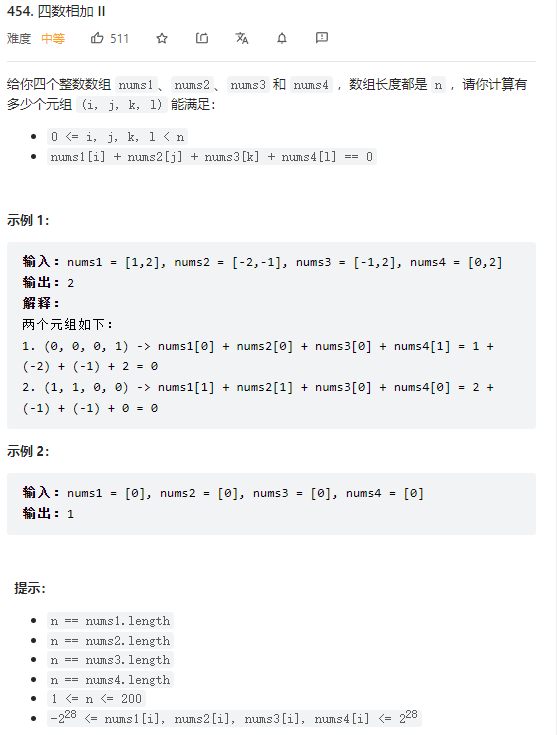 454. 四数相加 II
难度 中等 511
给你四个整数数组 nums1、nums2、nums3 和 nums4 ，数组长度都是 n ，请你计算有
多少个元组 (i, j, k, l) 能满足：
0 <= i, j, k, l < n
nums1[i] + nums2[j] + nums3[k] + nums4[l] == 0
示例 1：
输入：nums1 = [1,2], nums2 = [-2,-1], nums3 = [-1,2], nums4 = [0,2]
输出：2
解释：
两个元组如下：
1. (0, 0, 0, 1) -> nums1[0] + nums2[0] + nums3[0] + nums4[1] = 1 +
(-2) + (-1) + 2 = 0
2. (1, 1, 0, 0) -> nums1[1] + nums2[1] + nums3[0] + nums4[0] = 2 +
(-1) + (-1) + 0 = 0
示例 2：
输入：nums1 = [0], nums2 = [0], nums3 = [0], nums4 = [0]
输出：1
提示：
n == nums1.length
n == nums2.length
n == nums3.length
n == nums4.length
1 <= n <= 200
-2²⁸ <= nums1[i], nums2[i], nums3[i], nums4[i] <= 2²⁸